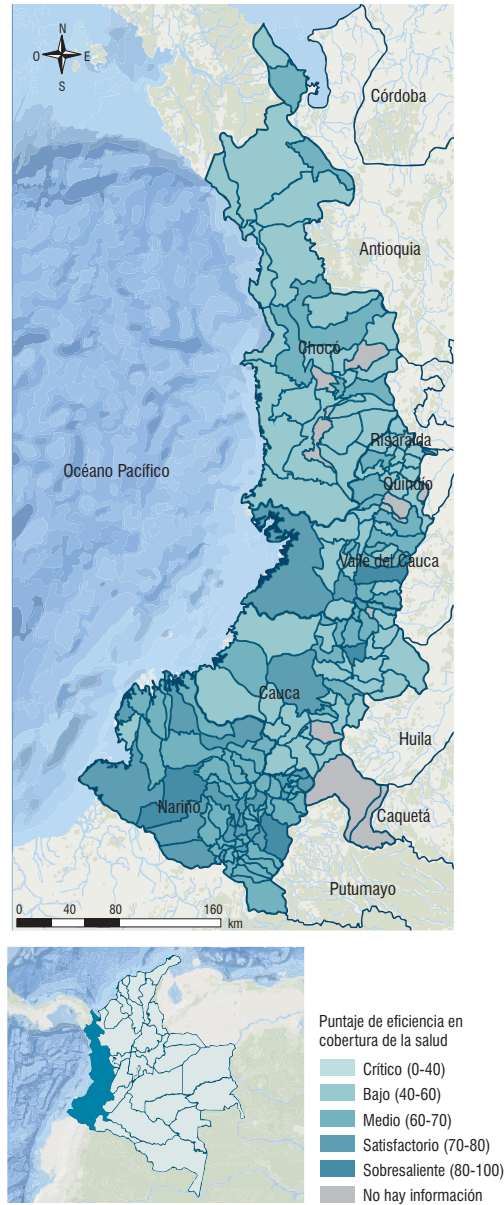 N
O E
S
Córdoba
Antioquia
Chocó
Risaralda
Océano Pacífico
Quindío
Valle del Cauca
Cauca
Huila
Nariño
Caquetá
Putumayo
0 40 80 160
km
Puntaje de eficiencia en
cobertura de la salud
Crítico (0-40)
Bajo (40-60)
Medio (60-70)
Satisfactorio (70-80)
Sobresaliente (80-100)
No hay información